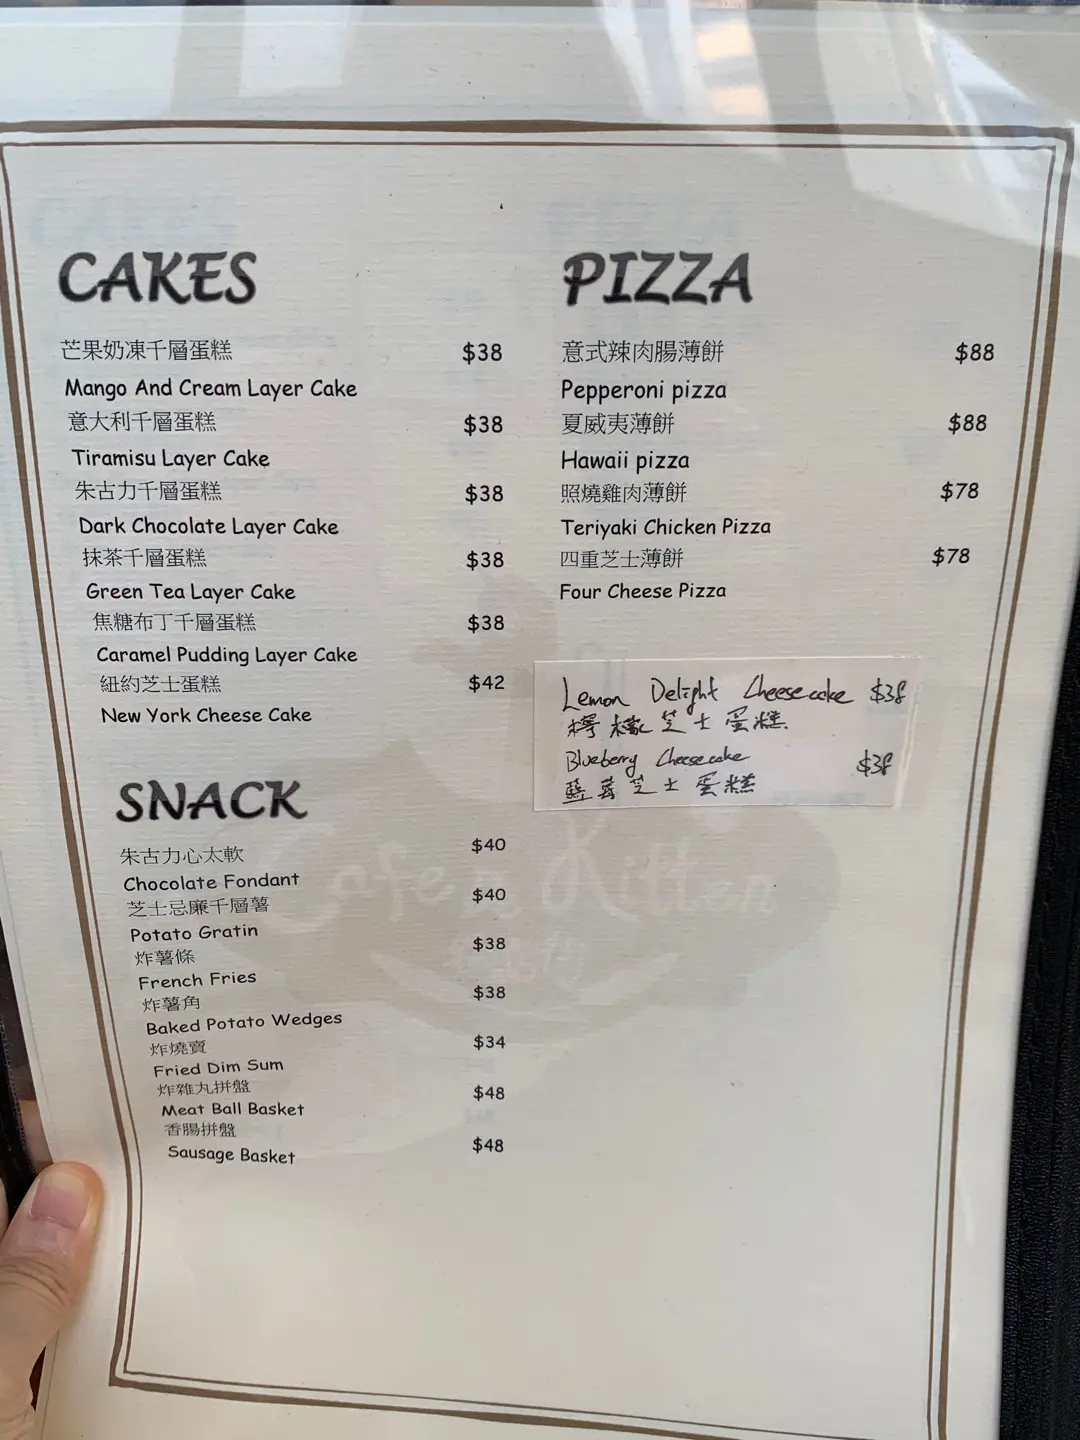 CAKES
芒果奶凍千層蛋糕 $38
Mango And Cream Layer Cake
意大利千層蛋糕 $38
Tiramisu Layer Cake
朱古力千層蛋糕 $38
Dark Chocolate Layer Cake
抹茶千層蛋糕 $38
Green Tea Layer Cake
焦糖布丁千層蛋糕 $38
Caramel Pudding Layer Cake
紐約芝士蛋糕 $42
New York Cheese Cake
SNACK
朱古力心太軟 $40
Chocolate Fondant
芝士忌廉千層薯 $40
Potato Gratin
炸薯條 $38
French Fries
炸薯角 $38
Baked Potato Wedges
炸燒賣 $34
Fried Dim Sum
炸雜丸拼盤 $48
Meat Ball Basket
香腸拼盤 $48
Sausage Basket
PIZZA
意式辣肉腸薄餅 $88
Pepperoni pizza
夏威夷薄餅 $88
Hawaii pizza
照燒雞肉薄餅 $78
Teriyaki Chicken Pizza
四重芝士薄餅 $78
Four Cheese Pizza
Lemon Delight Cheesecake $38
檸檬芝士蛋糕
Blueberry Cheesecake $38
藍莓芝士蛋糕